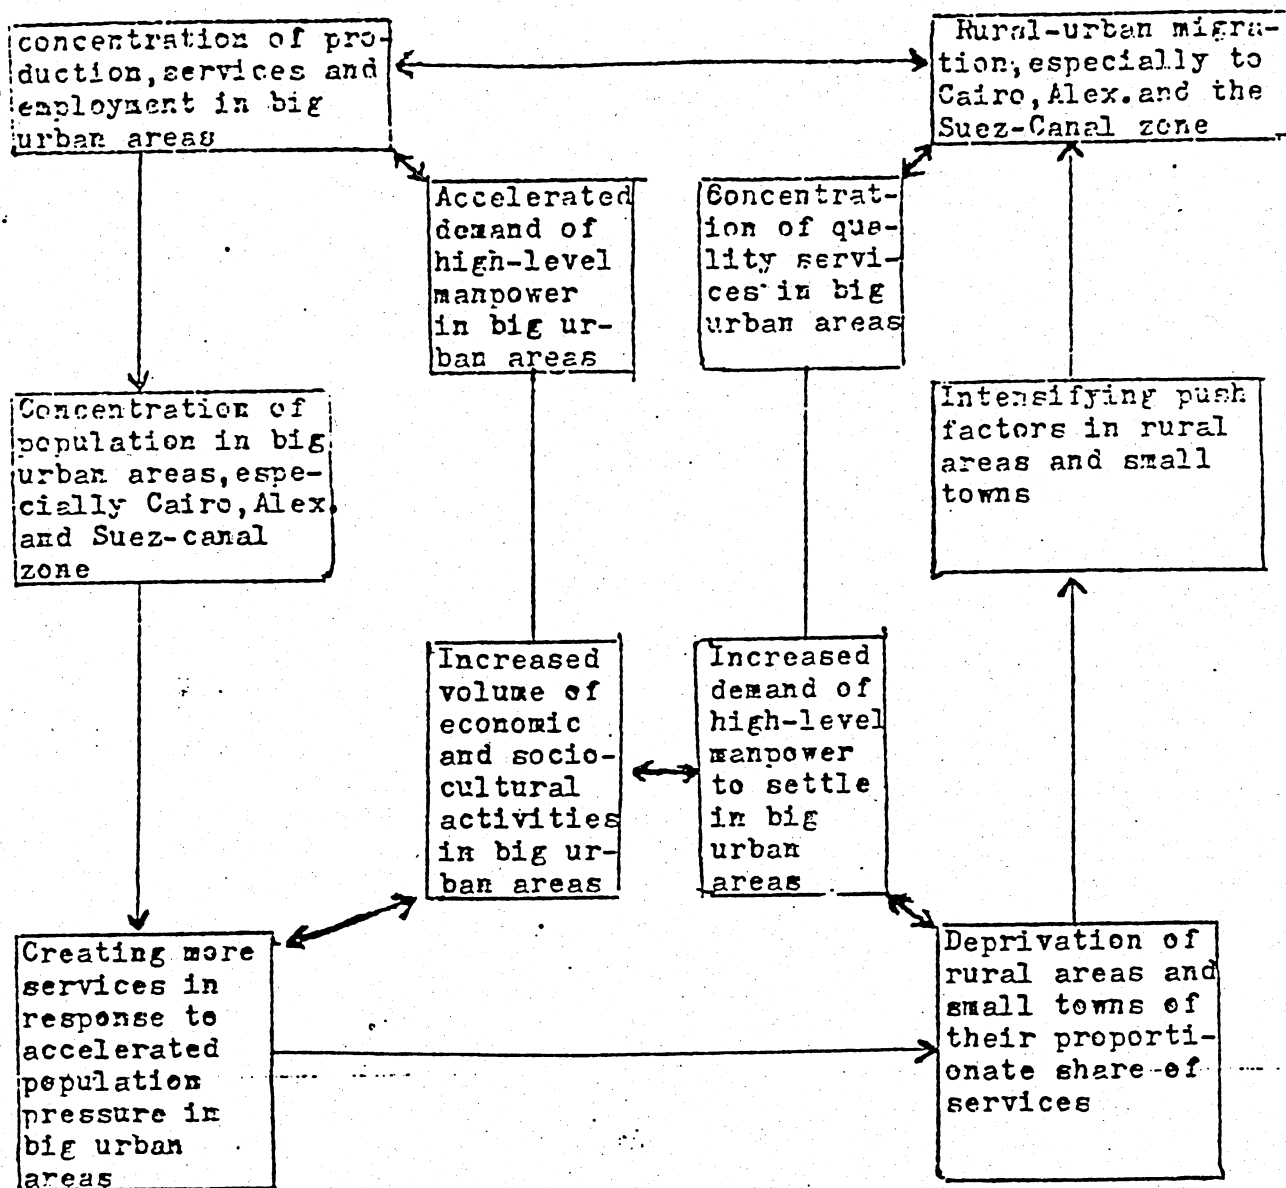 concentration of pro-
duction,services and
employment in big
urban areas
Rural-urban migra-
tion,especially to
Cairo,Alex.and the
Suez-Canal zone
Accelerated
demand of
high-level
manpower
in big ur-
ban areas
Concentrat-
ion of qua-
lity servi-
ces in big
urban areas
Concentration of
population in big
urban areas,espe-
cially Cairo,Alex.
and Suez-canal
zone
Intensifying push
factors in rural
areas and small
towns
Increased
volume of
economic
and socio-
cultural
activities
in big ur-
ban areas
Increased
demand of
high-level
manpower
to settle
in big
urban
areas
Creating more
services in
response to
accelerated
population
pressure in
big urban
areas
Deprivation of
rural areas and
small towns of
their proporti-
onate share of
services